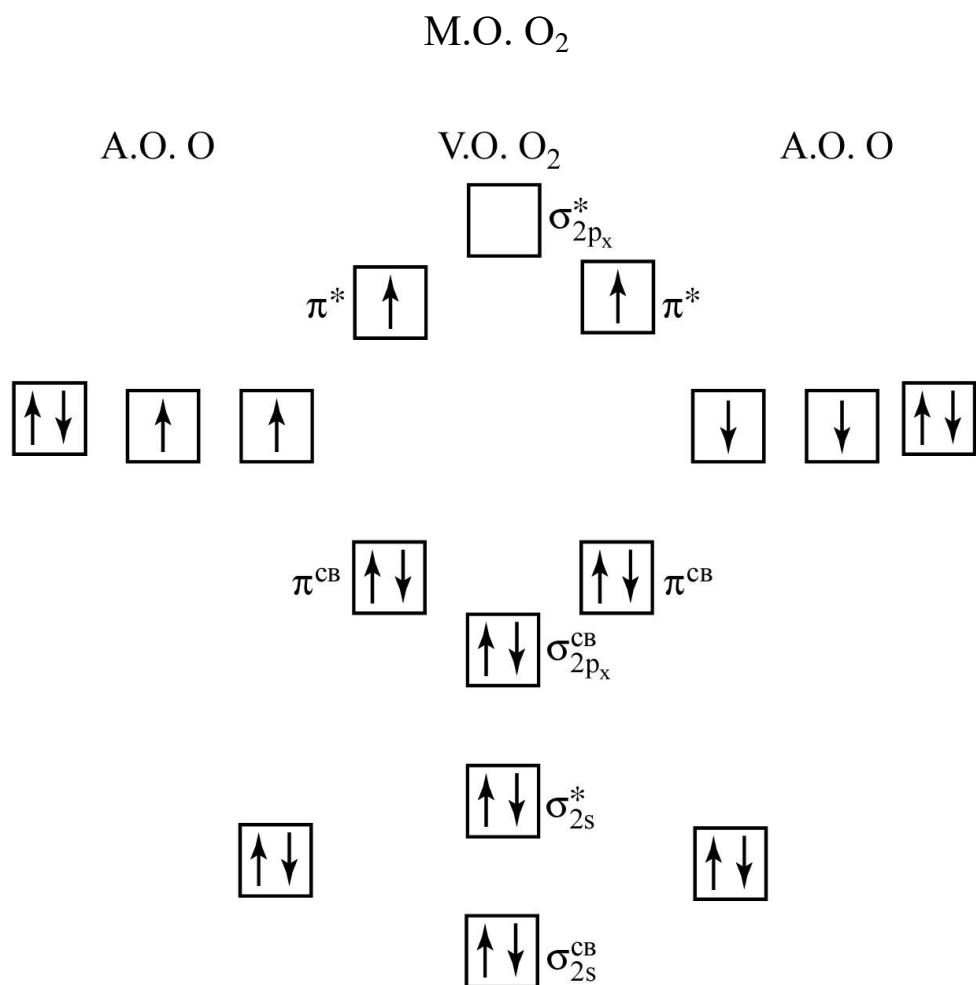 M.O. O₂
A.O. O V.O. O₂ A.O. O
σ*2pₓ
π* π*
πсв πсв
σсв2pₓ
σ*2s
σсв2s